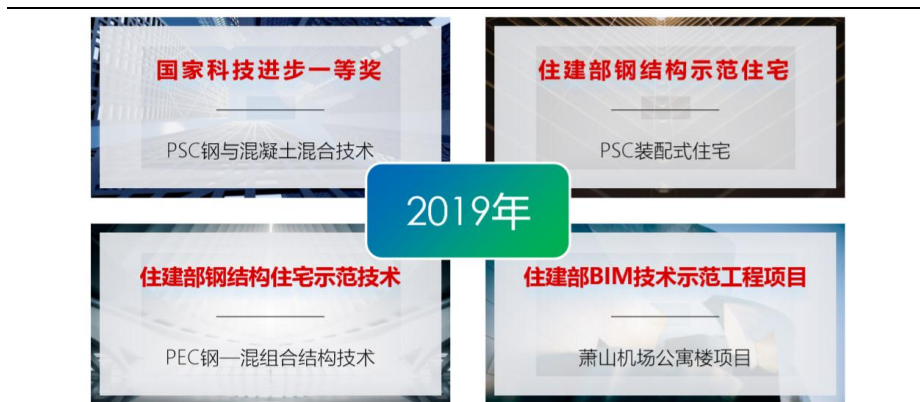 国家科技进步一等奖
PSC钢与混凝土混合技术
住建部钢结构示范住宅
PSC装配式住宅
2019年
住建部钢结构住宅示范技术
PEC钢—混组合结构技术
住建部BIM技术示范工程项目
萧山机场公寓楼项目